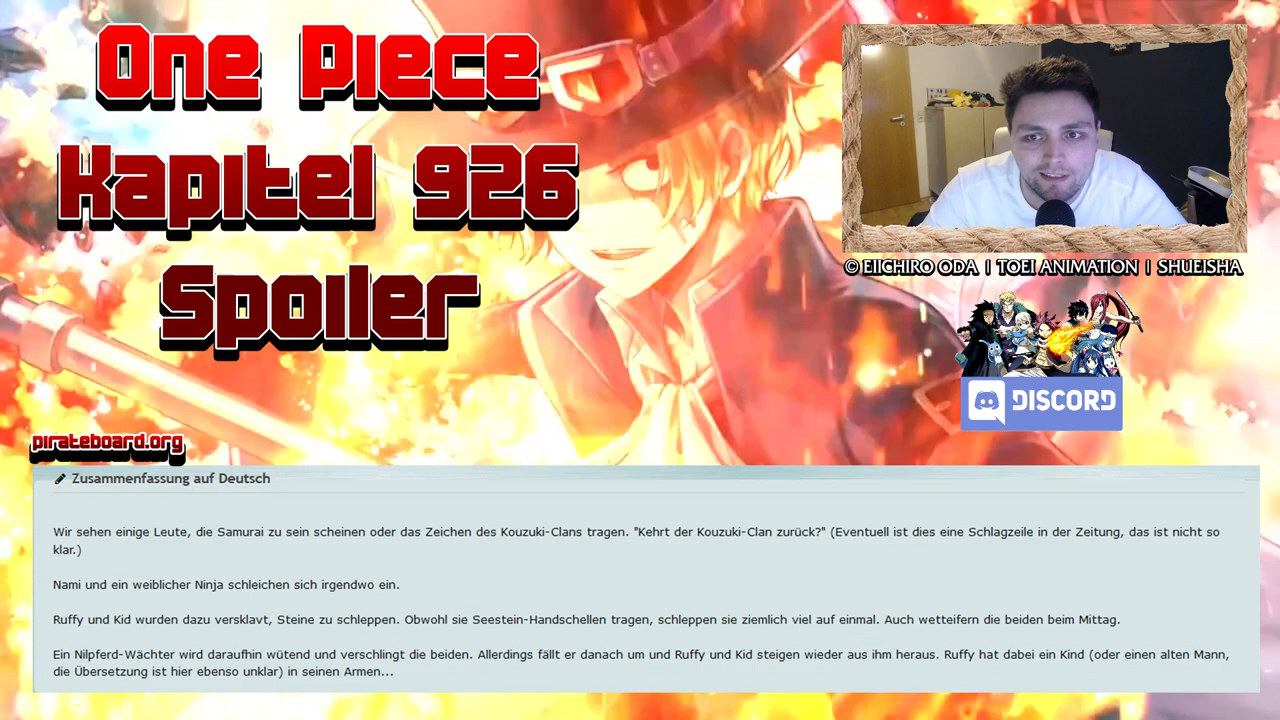 One Piece
Kapitel 926
Spoiler
© EIICHIRO ODA | TOEI ANIMATION | SHUEISHA
DISCORD
pirateboard.org
Zusammenfassung auf Deutsch
Wir sehen einige Leute, die Samurai zu sein scheinen oder das Zeichen des Kouzuki-Clans tragen. "Kehrt der Kouzuki-Clan zurück?" (Eventuell ist dies eine Schlagzeile in der Zeitung, das ist nicht so
klar.)
Nami und ein weiblicher Ninja schleichen sich irgendwo ein.
Ruffy und Kid wurden dazu versklavt, Steine zu schleppen. Obwohl sie Seestein-Handschellen tragen, schleppen sie ziemlich viel auf einmal. Auch wetteifern die beiden beim Mittag.
Ein Nilpferd-Wächter wird daraufhin wütend und verschlingt die beiden. Allerdings fällt er danach um und Ruffy und Kid steigen wieder aus ihm heraus. Ruffy hat dabei ein Kind (oder einen alten Mann,
die Übersetzung ist hier ebenso unklar) in seinen Armen...